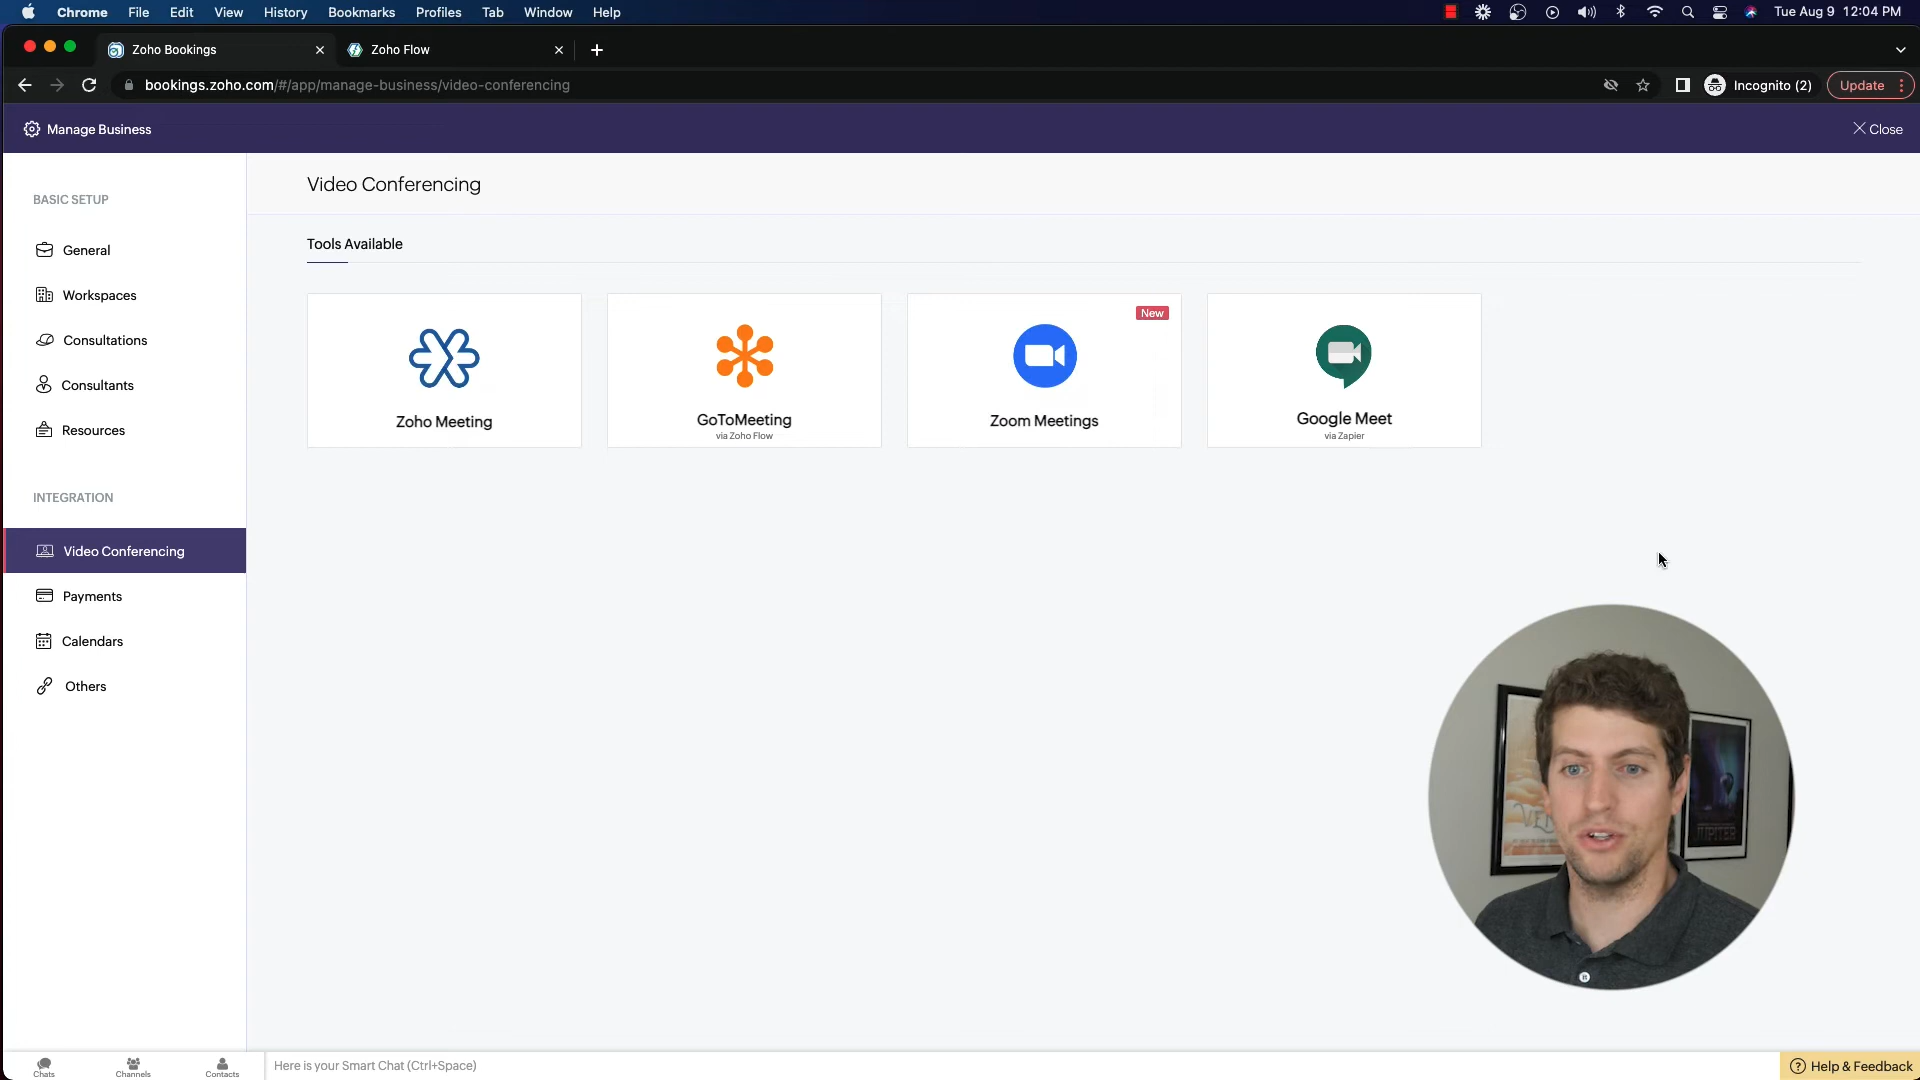 Chrome File Edit View History Bookmarks Profiles Tab Window Help Tue Aug 9 12:04 PM
Zoho Bookings Zoho Flow
bookings.zoho.com/#/app/manage-business/video-conferencing Incognito (2) Update
Manage Business Close
Video Conferencing
BASIC SETUP
General
Workspaces
Consultations
Consultants
Resources
INTEGRATION
Video Conferencing
Payments
Calendars
Others
Tools Available
Zoho Meeting
GoToMeeting
via Zoho Flow
New
Zoom Meetings
Google Meet
via Zapier
JUPITER
Chats Channels Contacts Here is your Smart Chat (Ctrl+Space) Help & Feedback